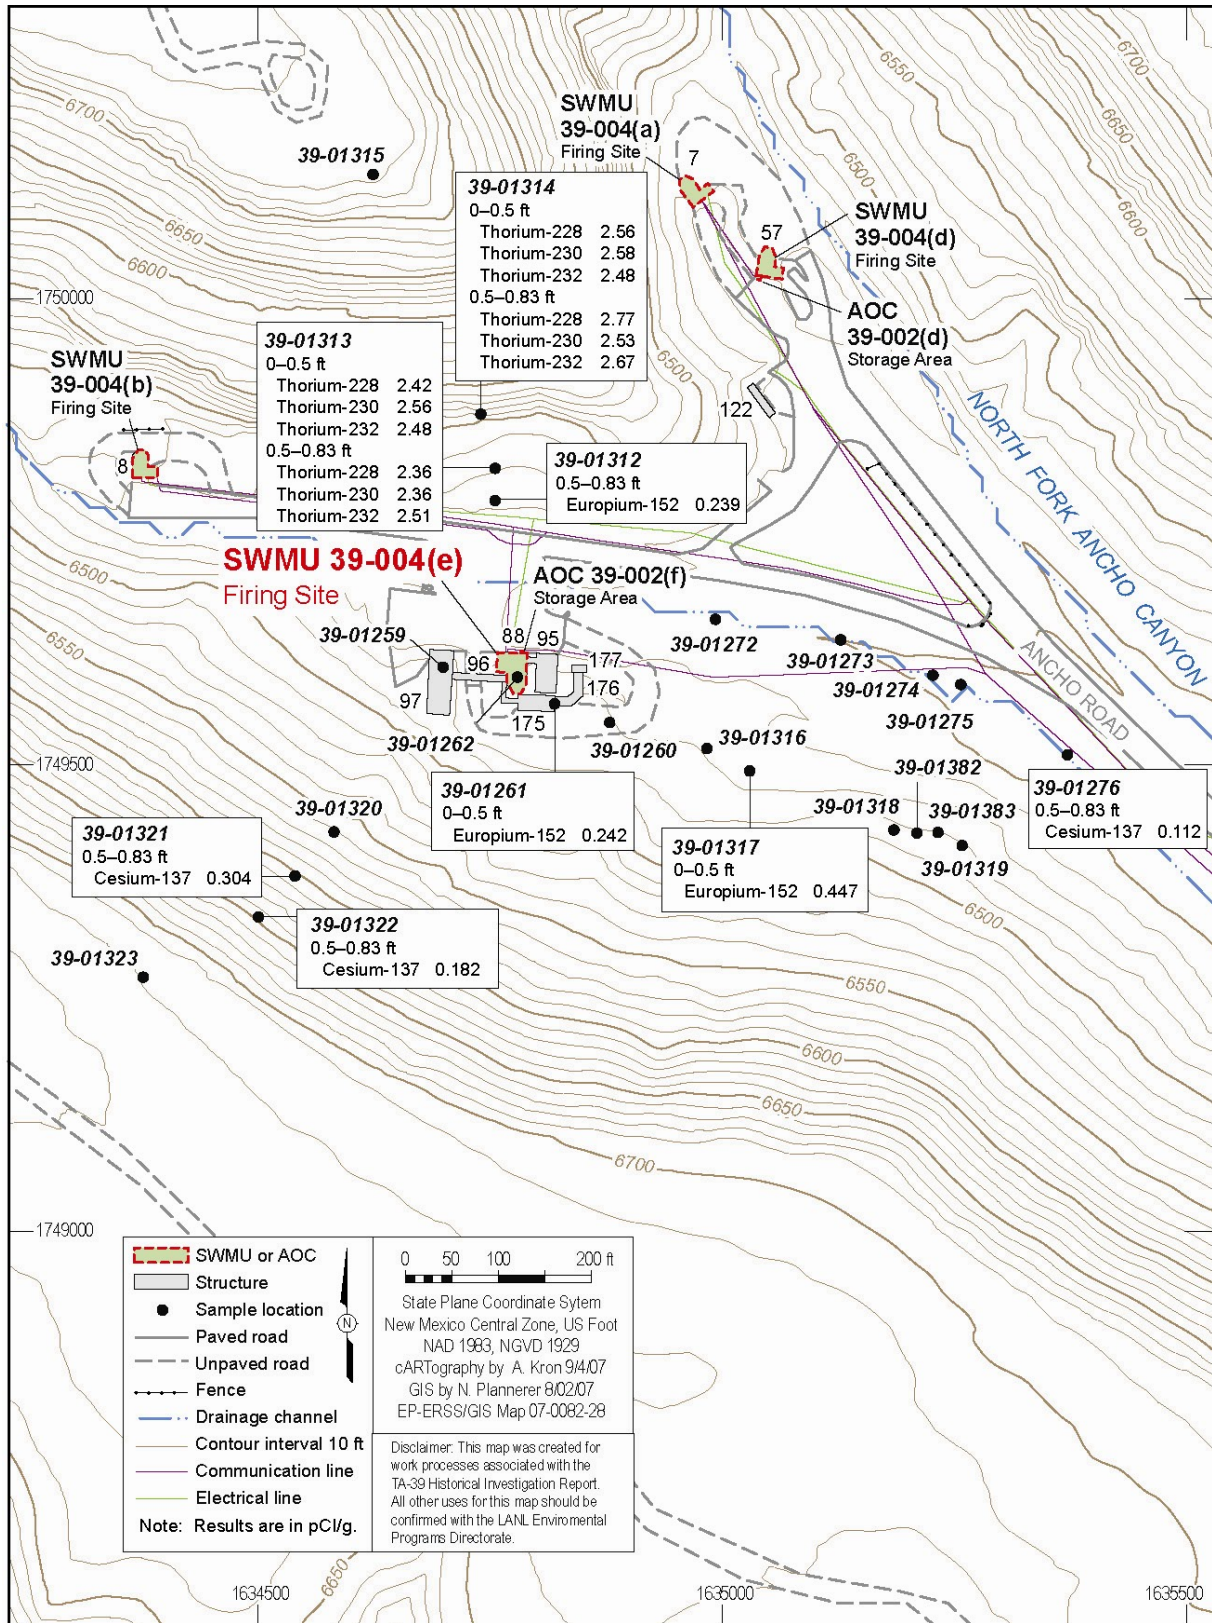 6700
6550
6700
6650
6600
6500
SWMU
39-004(a)
Firing Site
7
39-01315
39-01314
0–0.5 ft
Thorium-228 2.56
Thorium-230 2.58
Thorium-232 2.48
0.5–0.83 ft
Thorium-228 2.77
Thorium-230 2.53
Thorium-232 2.67
57
SWMU
39-004(d)
Firing Site
6650
6600
1750000
AOC
39-002(d)
Storage Area
6500
39-01313
0–0.5 ft
Thorium-228 2.42
Thorium-230 2.56
Thorium-232 2.48
0.5–0.83 ft
Thorium-228 2.36
Thorium-230 2.36
Thorium-232 2.51
SWMU
39-004(b)
Firing Site
8
122
NORTH FORK ANCHO CANYON
39-01312
0.5–0.83 ft
Europium-152 0.239
SWMU 39-004(e)
Firing Site
AOC 39-002(f)
Storage Area
6500
6550
39-01259
88
95
96
177
176
97
175
39-01262
39-01260
39-01272
39-01273
39-01274
39-01275
ANCHO ROAD
39-01316
39-01382
1749500
39-01261
0–0.5 ft
Europium-152 0.242
39-01276
0.5–0.83 ft
Cesium-137 0.112
39-01320
39-01318
39-01383
39-01319
39-01321
0.5–0.83 ft
Cesium-137 0.304
39-01317
0–0.5 ft
Europium-152 0.447
6500
39-01322
0.5–0.83 ft
Cesium-137 0.182
39-01323
6550
6600
6650
6700
1749000
SWMU or AOC
Structure
Sample location
Paved road
Unpaved road
Fence
Drainage channel
Contour interval 10 ft
Communication line
Electrical line
Note: Results are in pCI/g.
N
0 50 100 200 ft
State Plane Coordinate Sytem
New Mexico Central Zone, US Foot
NAD 1983, NGVD 1929
cARTography by A. Kron 9/4/07
GIS by N. Plannerer 8/02/07
EP-ERSS/GIS Map 07-0082-28
Disclaimer: This map was created for
work processes associated with the
TA-39 Historical Investigation Report.
All other uses for this map should be
confirmed with the LANL Enviromental
Programs Directorate.
1634500
1635000
1635500